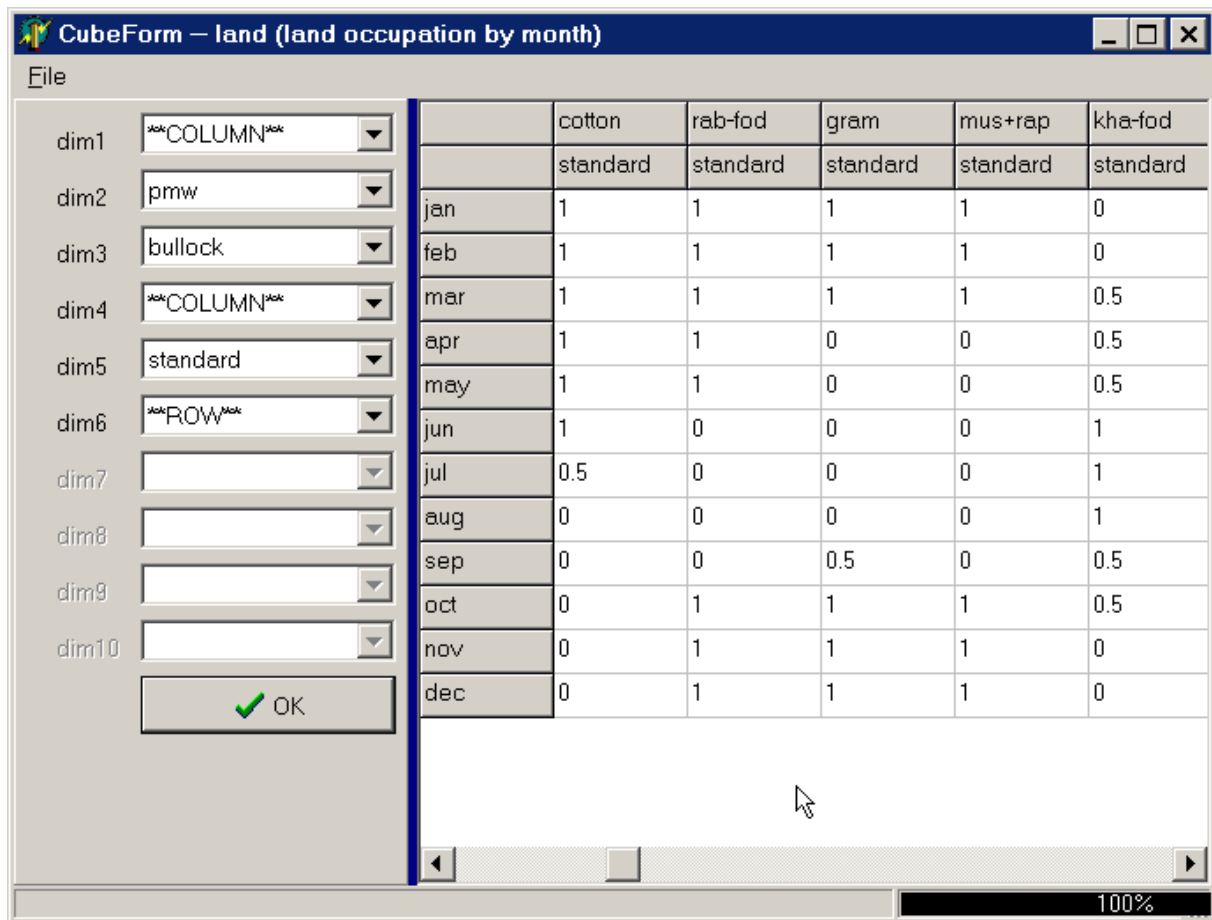 CubeForm — land (land occupation by month)
File
dim1 **COLUMN**
dim2 pmw
dim3 bullock
dim4 **COLUMN**
dim5 standard
dim6 **ROW**
dim7
dim8
dim9
dim10
OK
cotton rab-fod gram mus+rap kha-fod
standard standard standard standard standard
jan 1 1 1 1 0
feb 1 1 1 1 0
mar 1 1 1 1 0.5
apr 1 1 0 0 0.5
may 1 1 0 0 0.5
jun 1 0 0 0 1
jul 0.5 0 0 0 1
aug 0 0 0 0 1
sep 0 0 0.5 0 0.5
oct 0 1 1 1 0.5
nov 0 1 1 1 0
dec 0 1 1 1 0
100%